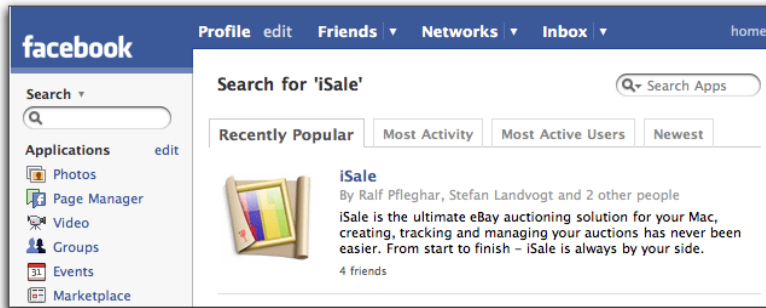 facebook
Profile edit Friends Networks Inbox home
Search
Applications edit
Photos
Page Manager
Video
Groups
31 Events
Marketplace
Search for 'iSale'
Search Apps
Recently Popular Most Activity Most Active Users Newest
iSale
By Ralf Pfleghar, Stefan Landvogt and 2 other people
iSale is the ultimate eBay auctioning solution for your Mac,
creating, tracking and managing your auctions has never been
easier. From start to finish – iSale is always by your side.
4 friends